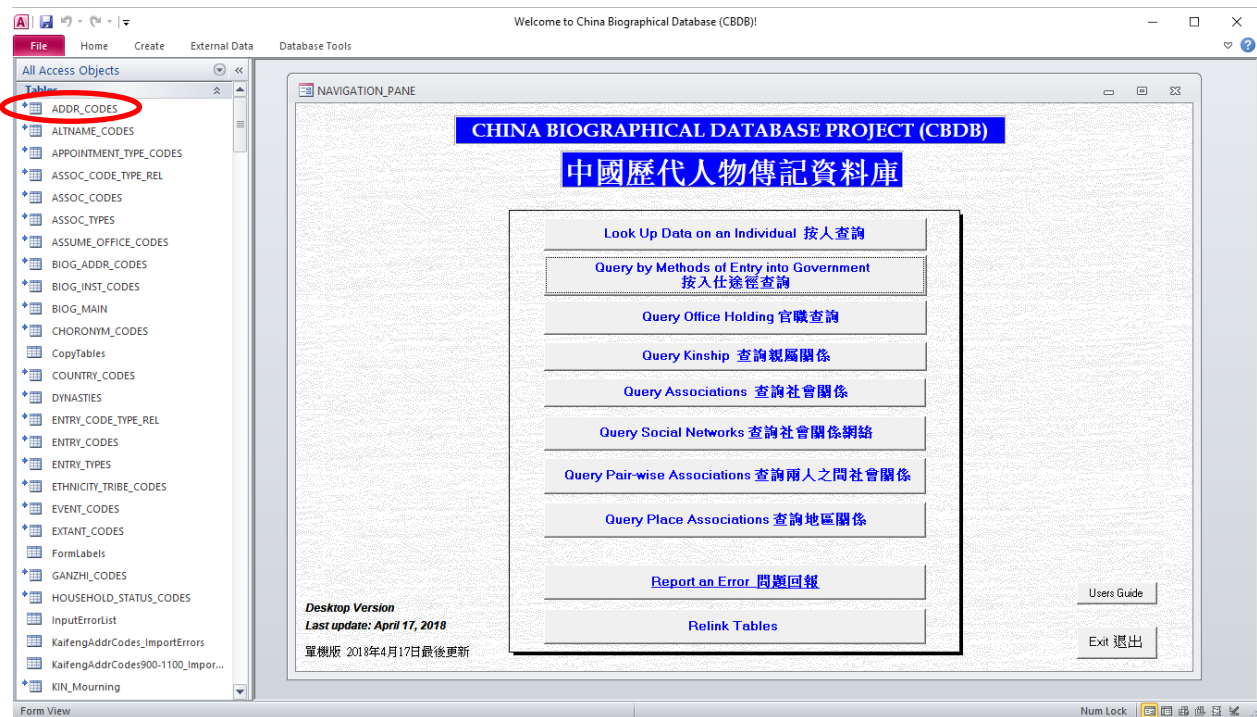 Welcome to China Biographical Database (CBDB)!
File Home Create External Data Database Tools
All Access Objects
Tables
ADDR_CODES
ALTNAME_CODES
APPOINTMENT_TYPE_CODES
ASSOC_CODE_TYPE_REL
ASSOC_CODES
ASSOC_TYPES
ASSUME_OFFICE_CODES
BIOG_ADDR_CODES
BIOG_INST_CODES
BIOG_MAIN
CHORONYM_CODES
CopyTables
COUNTRY_CODES
DYNASTIES
ENTRY_CODE_TYPE_REL
ENTRY_CODES
ENTRY_TYPES
ETHNICITY_TRIBE_CODES
EVENT_CODES
EXTANT_CODES
FormLabels
GANZHI_CODES
HOUSEHOLD_STATUS_CODES
InputErrorList
KaifengAddrCodes_ImportErrors
KaifengAddrCodes900-1100_Impor...
KIN_Mourning
NAVIGATION_PANE
CHINA BIOGRAPHICAL DATABASE PROJECT (CBDB)
中國歷代人物傳記資料庫
Look Up Data on an Individual 按人查詢
Query by Methods of Entry into Government
按入仕途徑查詢
Query Office Holding 官職查詢
Query Kinship 查詢親屬關係
Query Associations 查詢社會關係
Query Social Networks 查詢社會關係網絡
Query Pair-wise Associations 查詢兩人之間社會關係
Query Place Associations 查詢地區關係
Report an Error 問題回報
Relink Tables
Desktop Version
Last update: April 17, 2018
單機版 2018年4月17日最後更新
Users Guide
Exit 退出
Form View
Num Lock